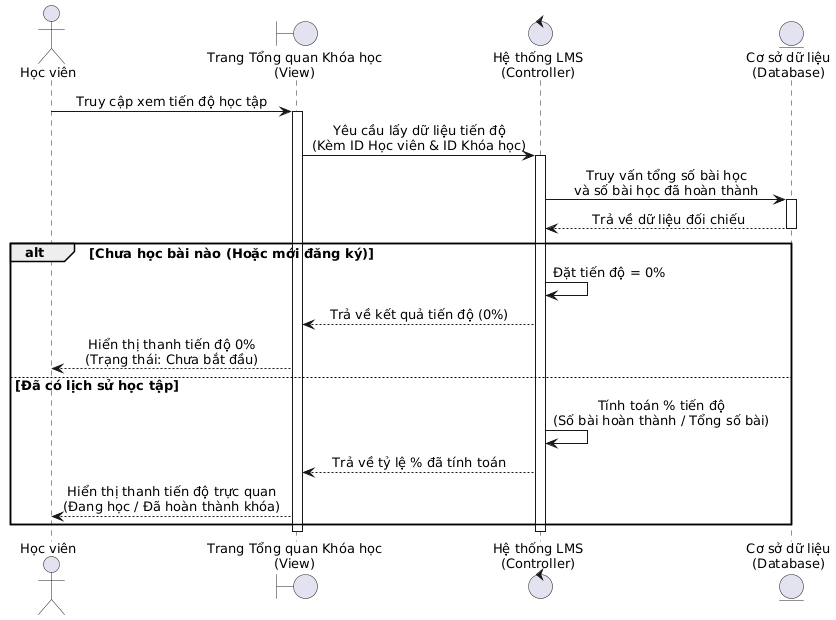 Học viên
Trang Tổng quan Khóa học
(View)
Hệ thống LMS
(Controller)
Cơ sở dữ liệu
(Database)
Truy cập xem tiến độ học tập
Yêu cầu lấy dữ liệu tiến độ
(Kèm ID Học viên & ID Khóa học)
Truy vấn tổng số bài học
và số bài học đã hoàn thành
Trả về dữ liệu đối chiếu
alt
[Chưa học bài nào (Hoặc mới đăng ký)]
Đặt tiến độ = 0%
Trả về kết quả tiến độ (0%)
Hiển thị thanh tiến độ 0%
(Trạng thái: Chưa bắt đầu)
[Đã có lịch sử học tập]
Tính toán % tiến độ
(Số bài hoàn thành / Tổng số bài)
Trả về tỷ lệ % đã tính toán
Hiển thị thanh tiến độ trực quan
(Đang học / Đã hoàn thành khóa)
Học viên
Trang Tổng quan Khóa học
(View)
Hệ thống LMS
(Controller)
Cơ sở dữ liệu
(Database)